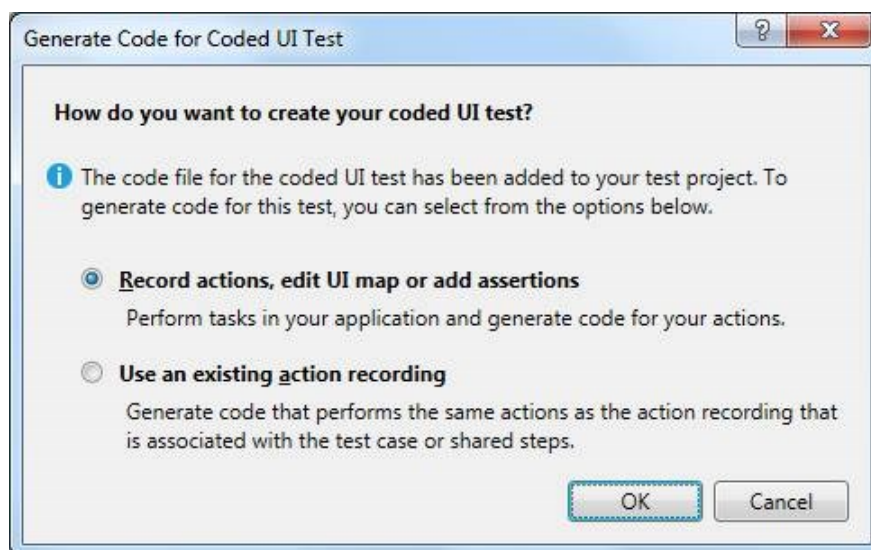 Generate Code for Coded UI Test
How do you want to create your coded UI test?
The code file for the coded UI test has been added to your test project. To
generate code for this test, you can select from the options below.
Record actions, edit UI map or add assertions
Perform tasks in your application and generate code for your actions.
Use an existing action recording
Generate code that performs the same actions as the action recording that
is associated with the test case or shared steps.
OK Cancel